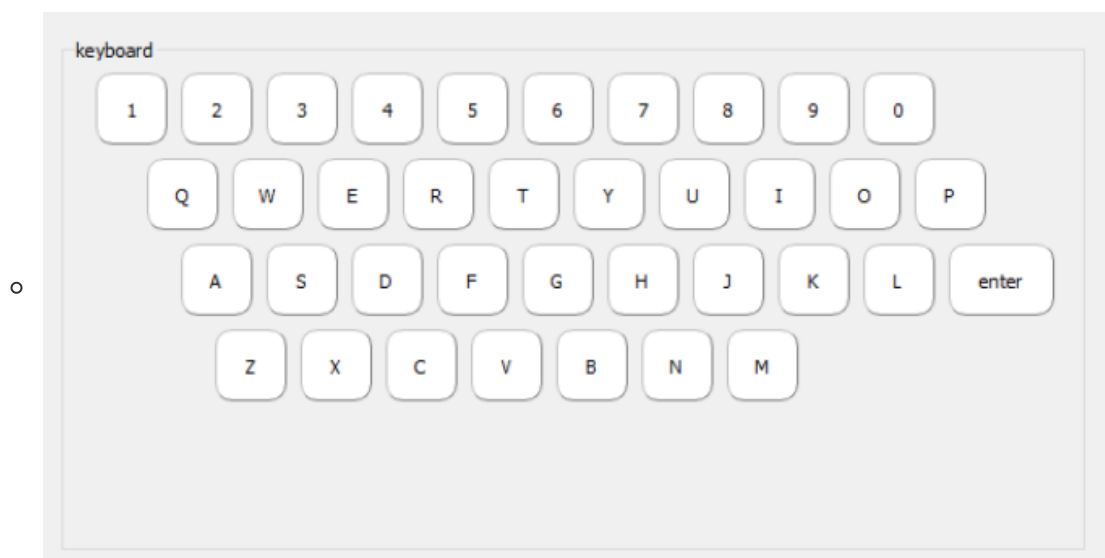 keyboard
1 2 3 4 5 6 7 8 9 0
Q W E R T Y U I O P
A S D F G H J K L enter
Z X C V B N M